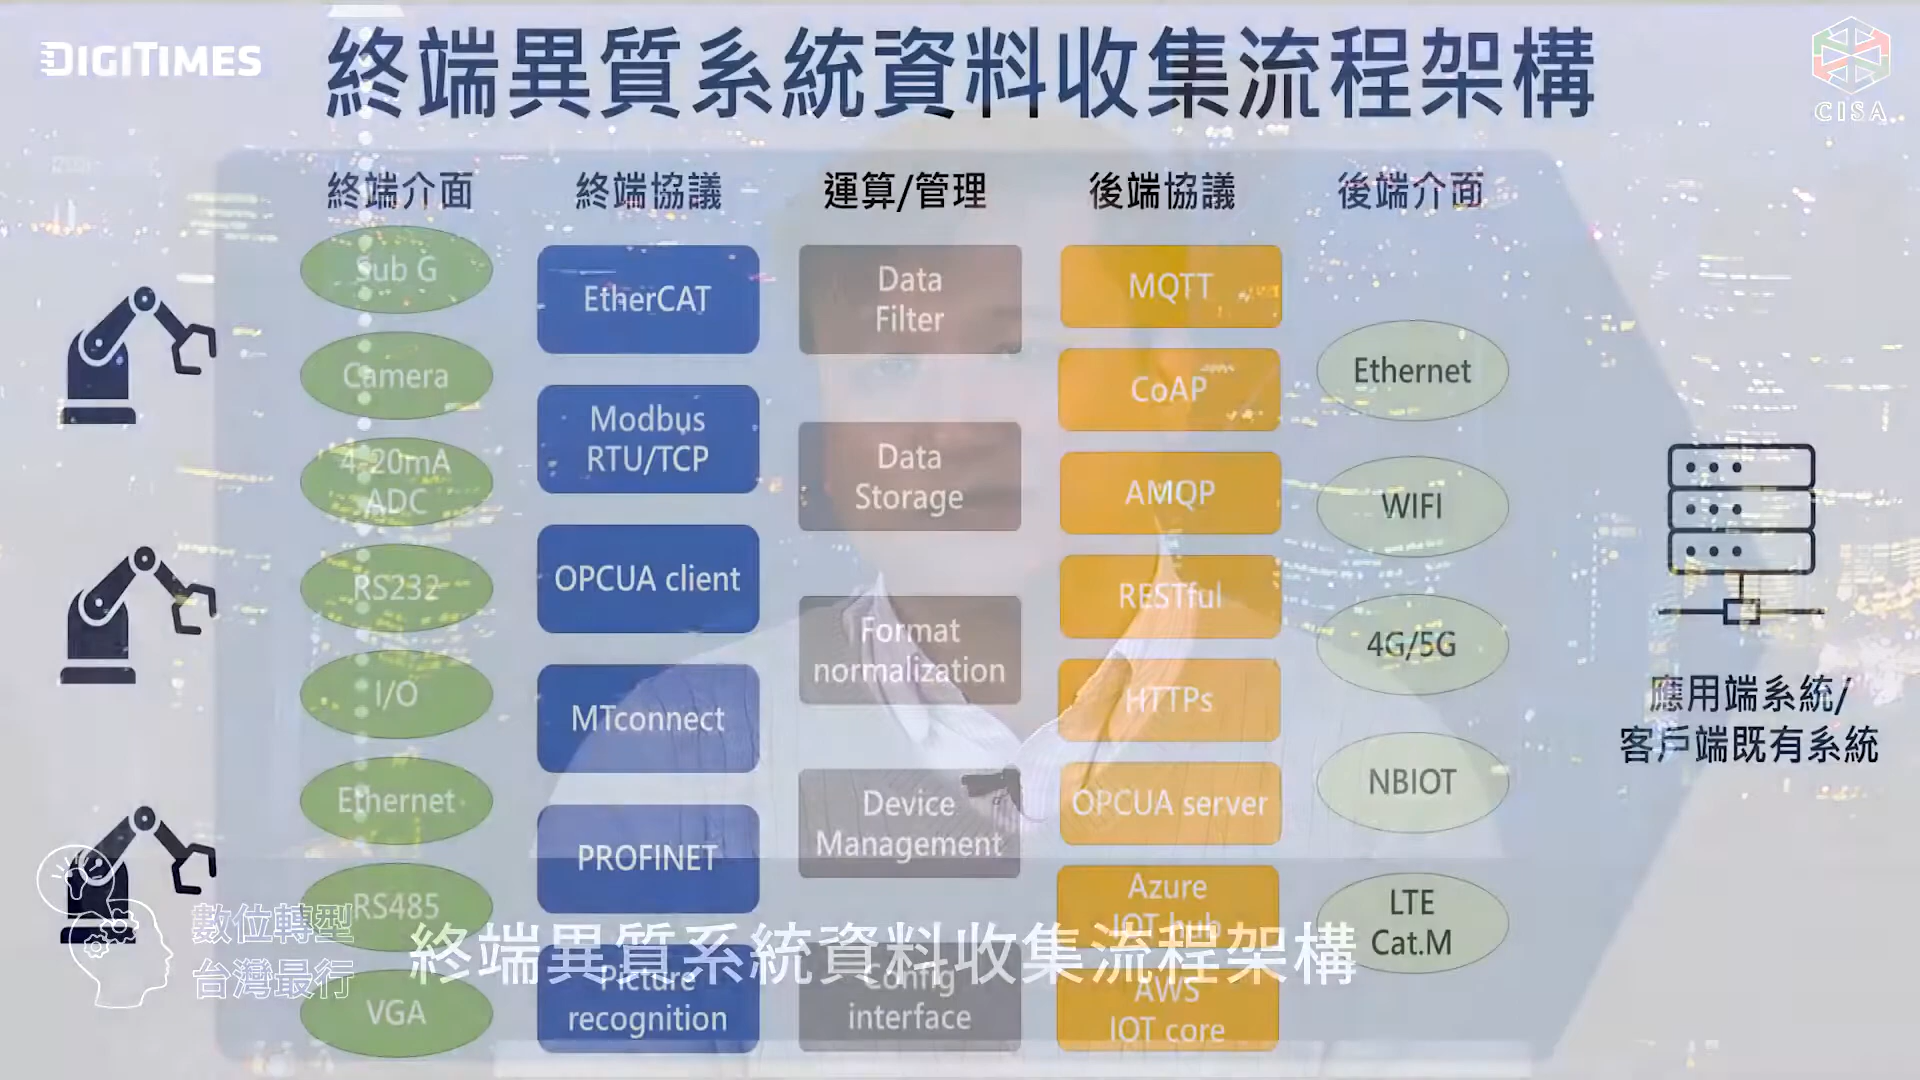 DIGITIMES
終端異質系統資料收集流程架構
CISA
終端介面
終端協議
運算/管理
後端協議
後端介面
Sub G
Camera
4-20mA
ADC
RS232
I/O
Ethernet
RS485
VGA
EtherCAT
Modbus
RTU/TCP
OPCUA client
MTconnect
PROFINET
Picture
recognition
Data
Filter
Data
Storage
Format
normalization
Device
Management
Config
interface
MQTT
CoAP
AMQP
RESTful
HTTPs
OPCUA server
Azure
IOT hub
AWS
IOT core
Ethernet
WIFI
4G/5G
NBIOT
LTE
Cat.M
應用端系統/
客戶端既有系統
數位轉型
台灣最行
終端異質系統資料收集流程架構